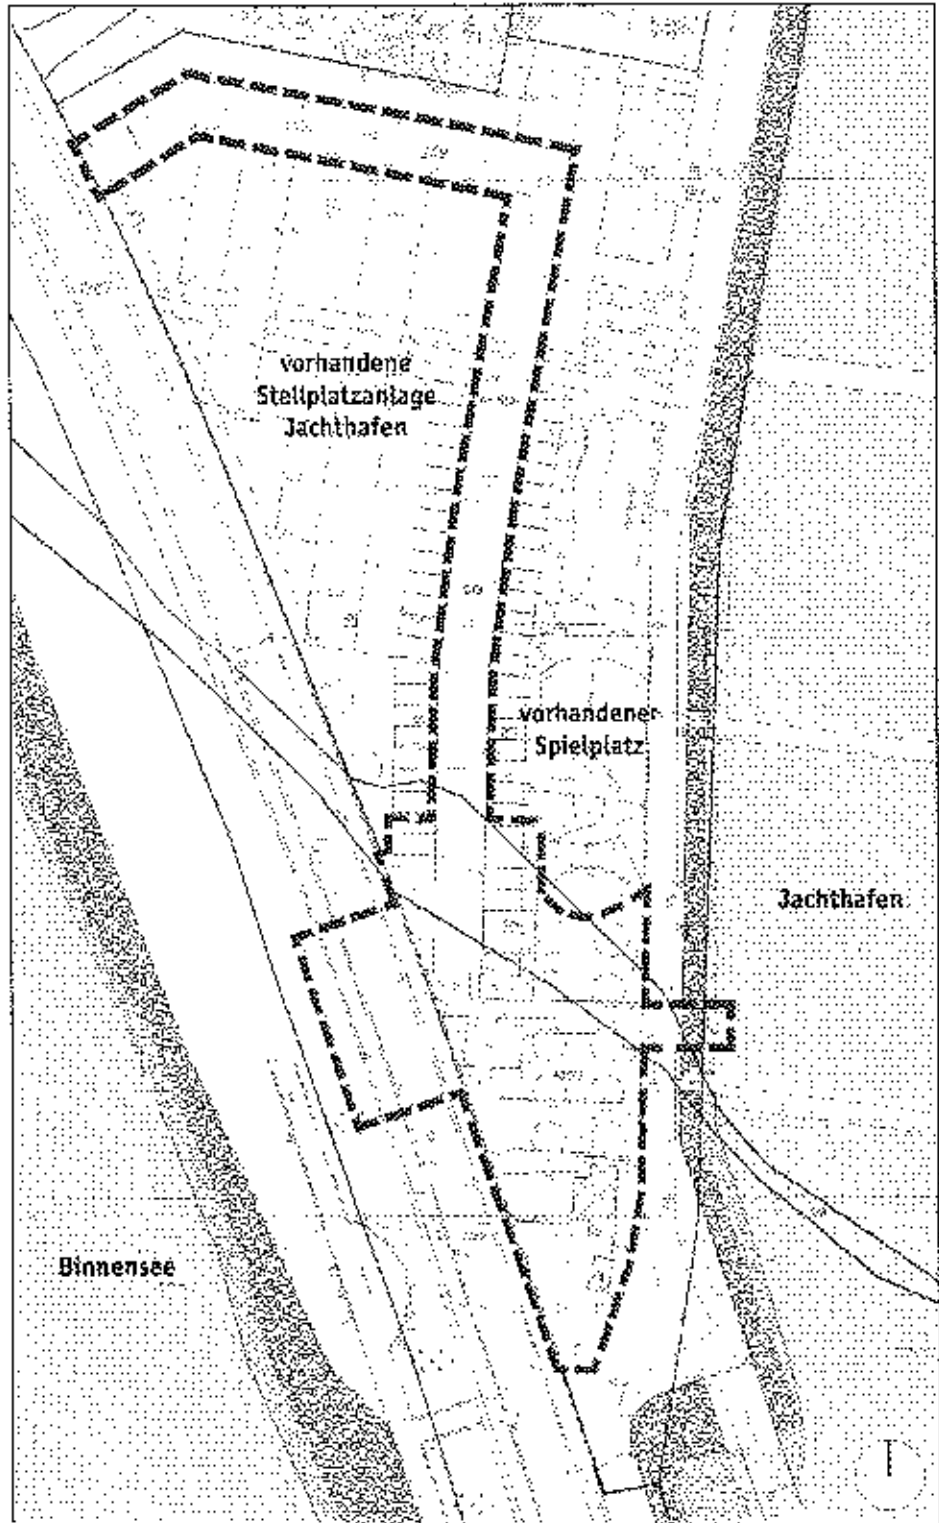 vorhandene
Stellplatzanlage
Jachthafen
vorhandener
Spielplatz
Jachthafen
Binnensee